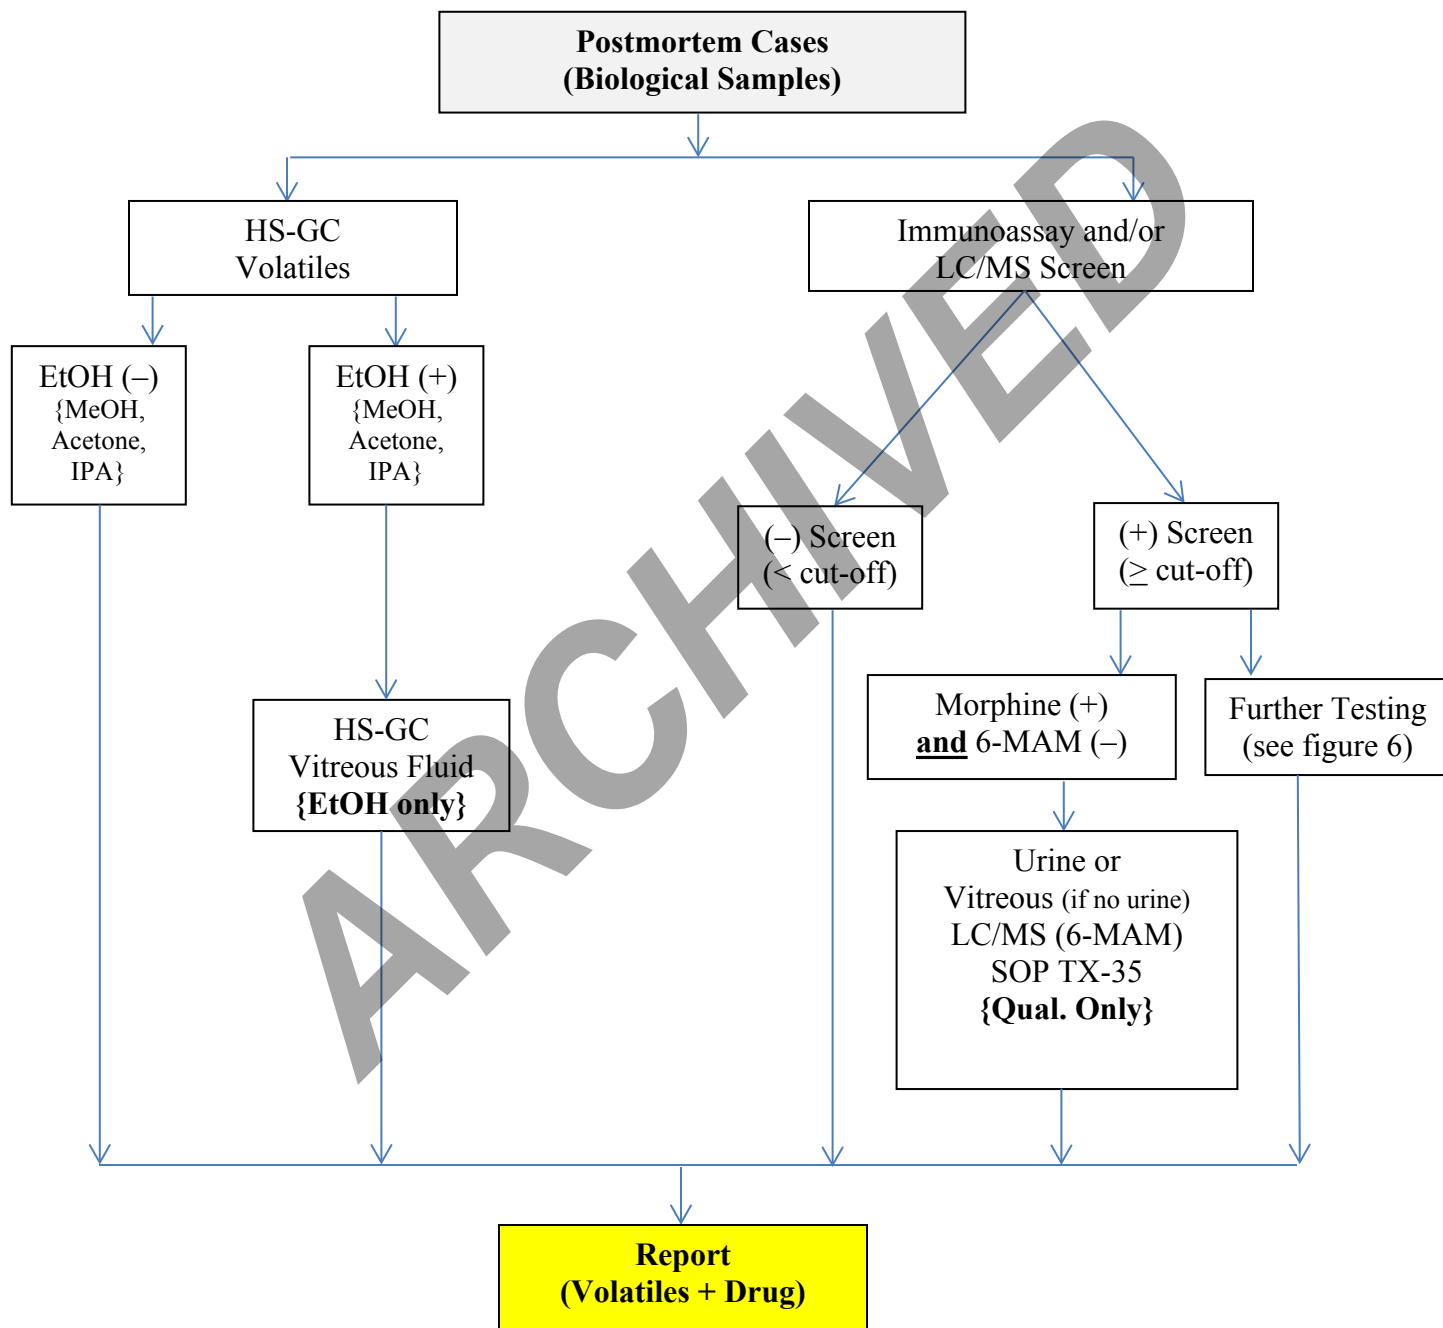 Postmortem Cases
(Biological Samples)
HS-GC
Volatiles
Immunoassay and/or
LC/MS Screen
EtOH (–)
{MeOH,
Acetone,
IPA}
EtOH (+)
{MeOH,
Acetone,
IPA}
(–) Screen
(< cut-off)
(+) Screen
(≥ cut-off)
HS-GC
Vitreous Fluid
{EtOH only}
Morphine (+)
and 6-MAM (–)
Further Testing
(see figure 6)
Urine or
Vitreous (if no urine)
LC/MS (6-MAM)
SOP TX-35
{Qual. Only}
Report
(Volatiles + Drug)
ARCHIVED